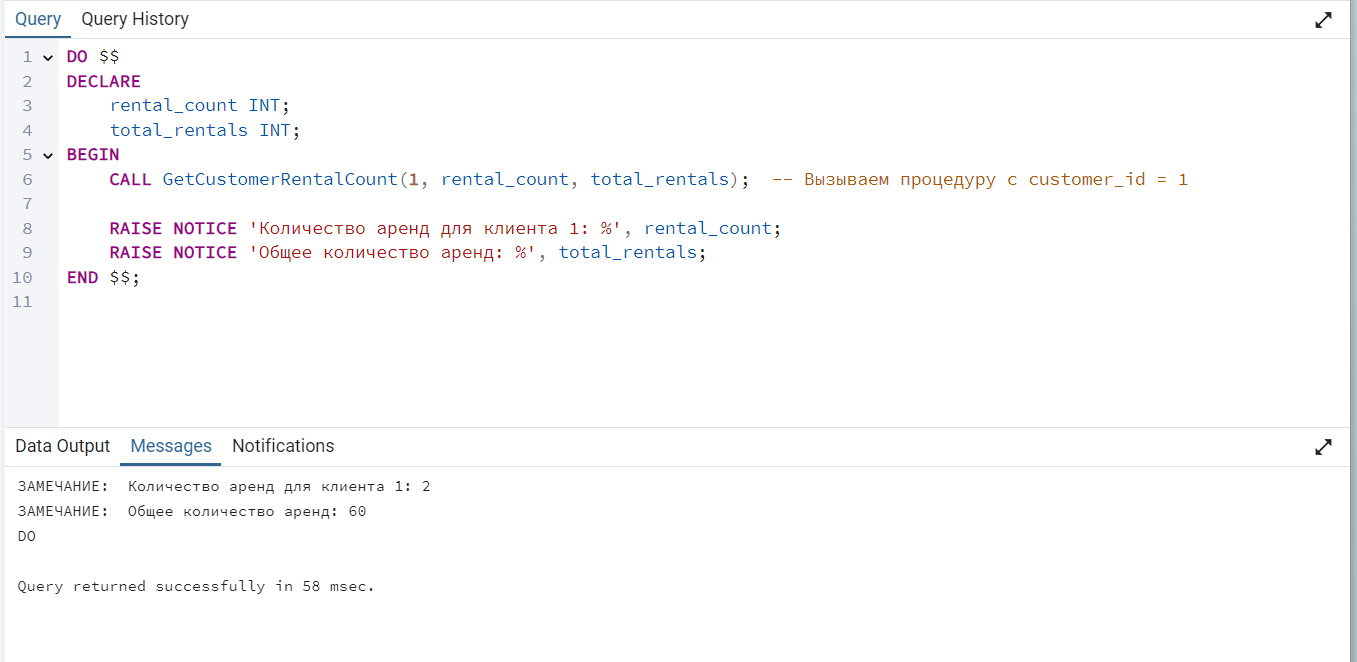 Query Query History
1 DO $$
2 DECLARE
3 rental_count INT;
4 total_rentals INT;
5 BEGIN
6 CALL GetCustomerRentalCount(1, rental_count, total_rentals); -- Вызываем процедуру с customer_id = 1
7
8 RAISE NOTICE 'Количество аренд для клиента 1: %', rental_count;
9 RAISE NOTICE 'Общее количество аренд: %', total_rentals;
10 END $$;
11
Data Output Messages Notifications
ЗАМЕЧАНИЕ: Количество аренд для клиента 1: 2
ЗАМЕЧАНИЕ: Общее количество аренд: 60
DO
Query returned successfully in 58 msec.